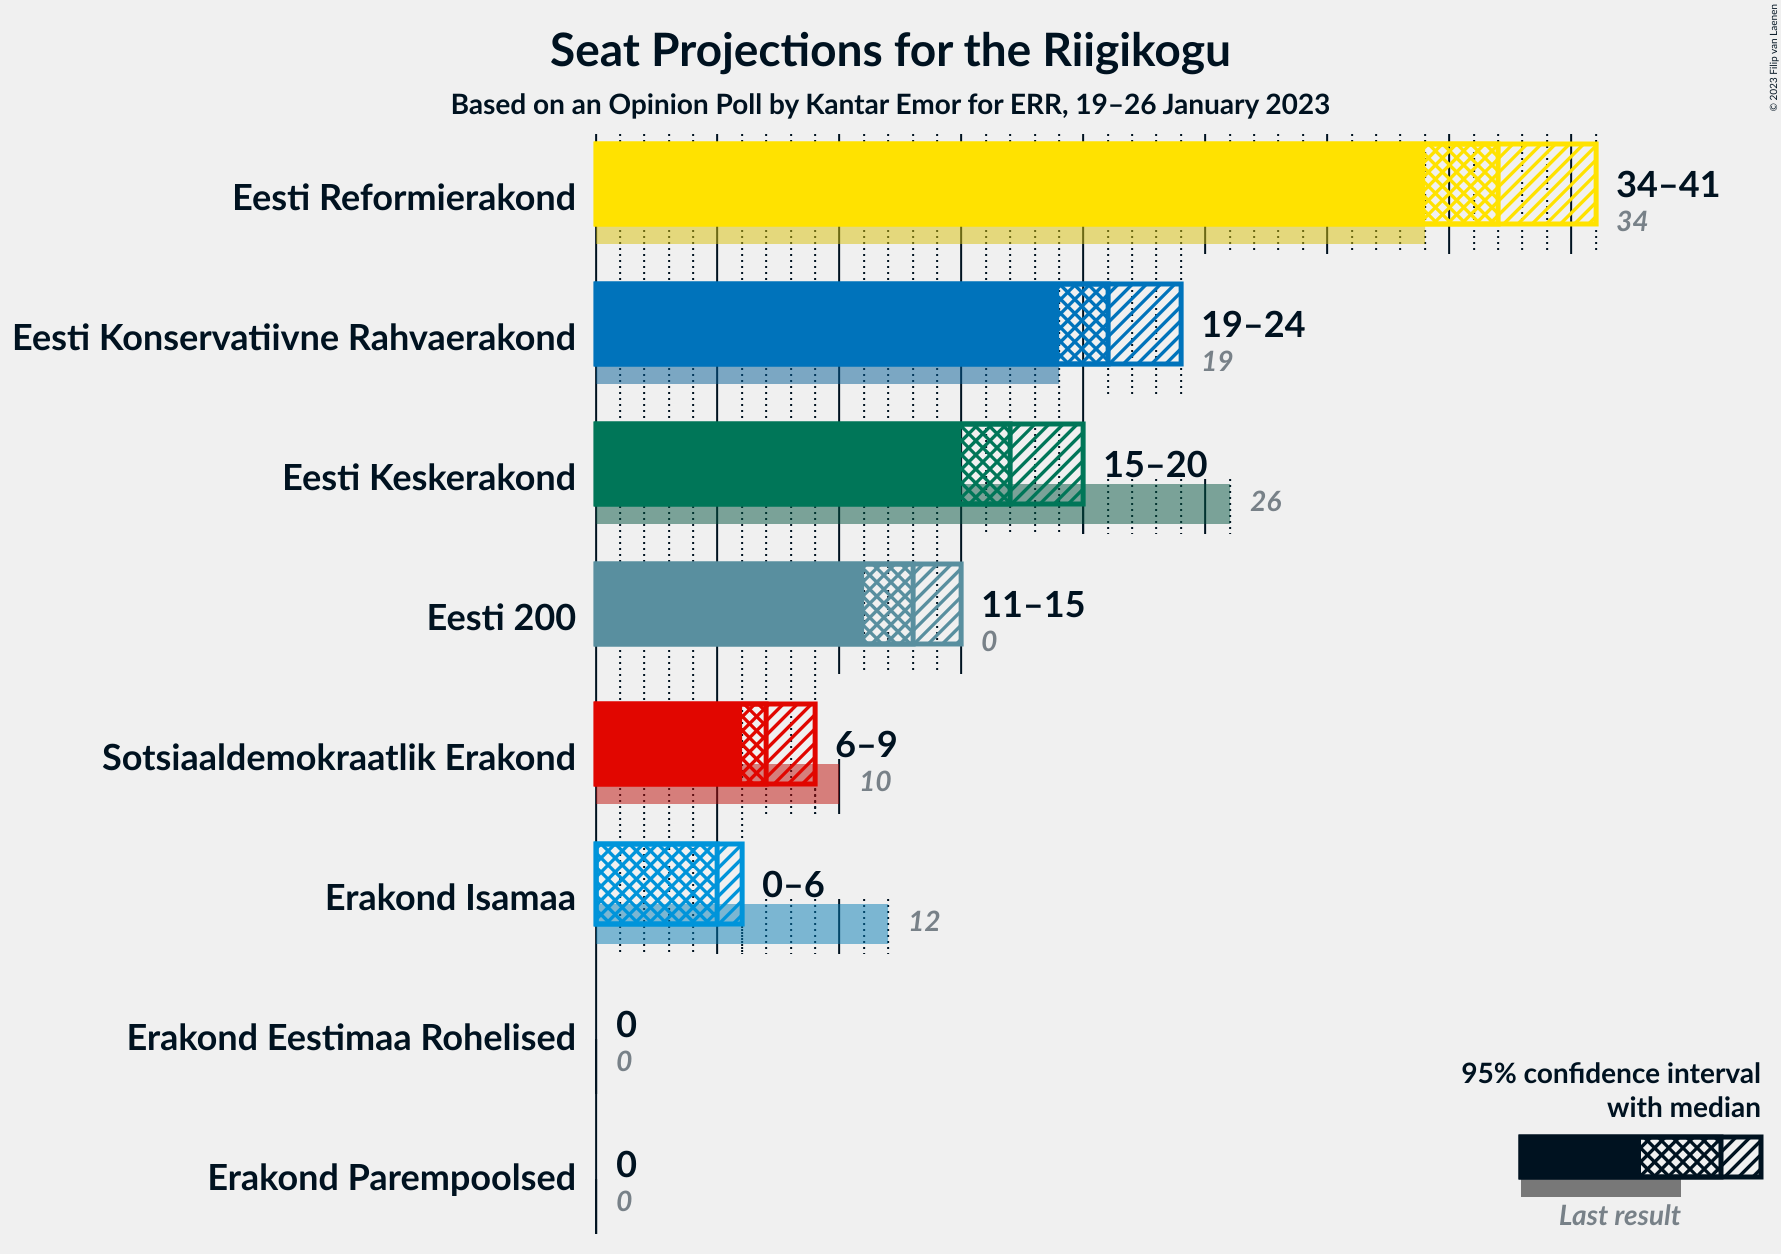 Seat Projections for the Riigikogu
Based on an Opinion Poll by Kantar Emor for ERR, 19–26 January 2023
© 2023 Filip van Laenen
Eesti Reformierakond
34–41
34
Eesti Konservatiivne Rahvaerakond
19–24
19
Eesti Keskerakond
15–20
26
Eesti 200
11–15
0
Sotsiaaldemokraatlik Erakond
6–9
10
Erakond Isamaa
0–6
12
Erakond Eestimaa Rohelised
0
0
Erakond Parempoolsed
0
0
95% confidence interval
with median
Last result